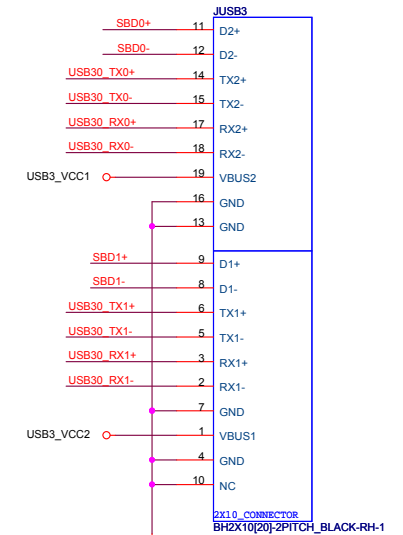 JUSB3
SBD0+ 11 D2+
SBD0- 12 D2-
USB30_TX0+ 14 TX2+
USB30_TX0- 15 TX2-
USB30_RX0+ 17 RX2+
USB30_RX0- 18 RX2-
USB3_VCC1 19 VBUS2
16 GND
13 GND
SBD1+ 9 D1+
SBD1- 8 D1-
USB30_TX1+ 6 TX1+
USB30_TX1- 5 TX1-
USB30_RX1+ 3 RX1+
USB30_RX1- 2 RX1-
7 GND
USB3_VCC2 1 VBUS1
4 GND
10 NC
2X10_CONNECTOR
BH2X10[20]-2PITCH_BLACK-RH-1